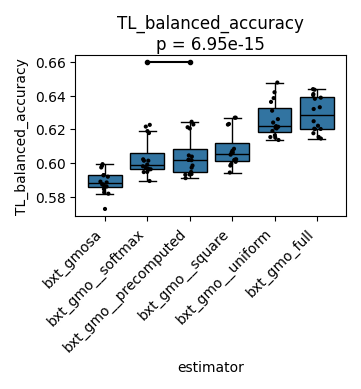 TL_balanced_accuracy
p = 6.95e-15
TL_balanced_accuracy
0.66
0.64
0.62
0.60
0.58
bxt_gmosa
bxt_gmo__softmax
bxt_gmo__precomputed
bxt_gmo__square
bxt_gmo__uniform
bxt_gmo_full
estimator